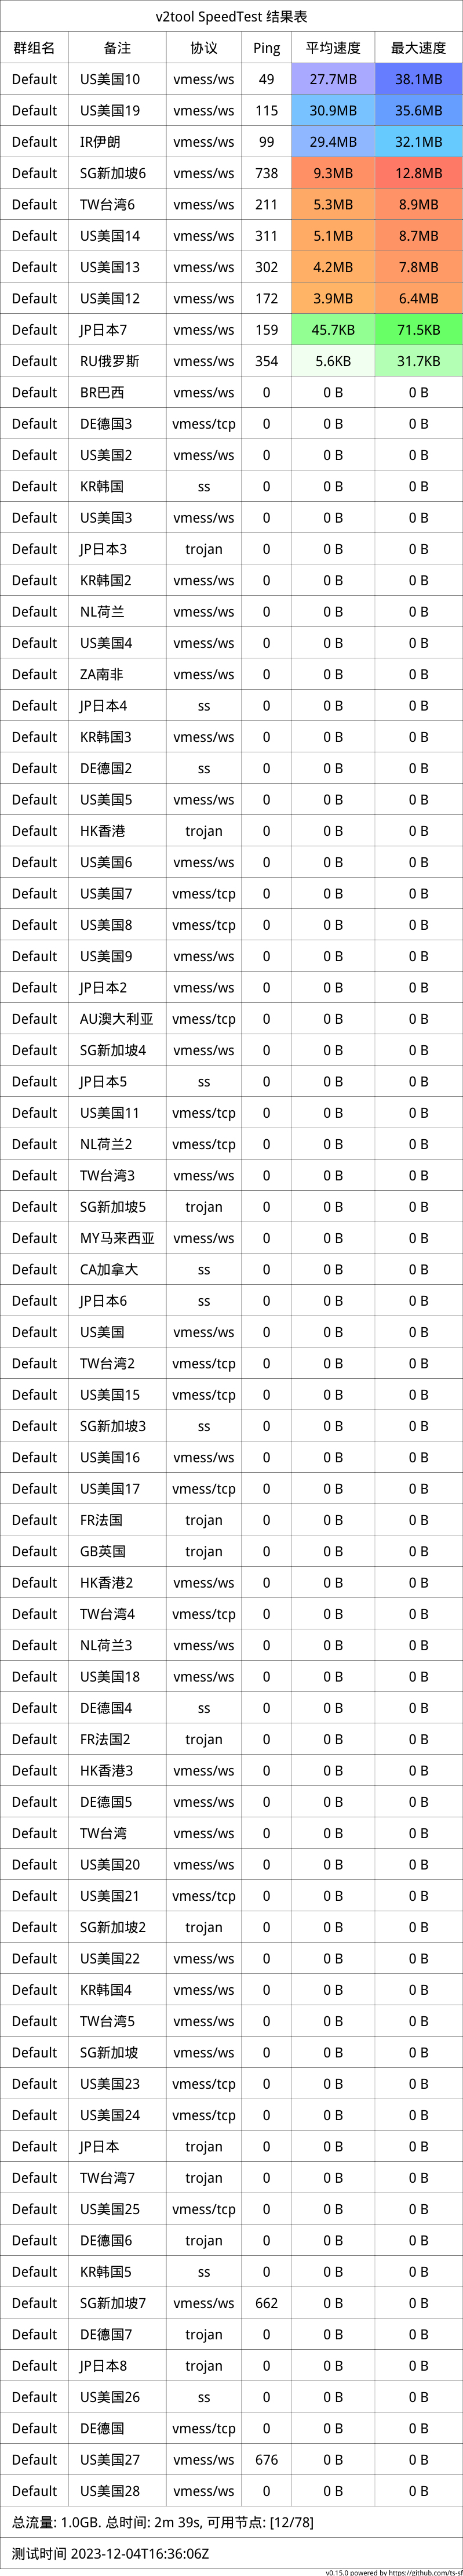 v2tool SpeedTest 结果表
群组名 备注 协议 Ping 平均速度 最大速度
Default US美国10 vmess/ws 49 27.7MB 38.1MB
Default US美国19 vmess/ws 115 30.9MB 35.6MB
Default IR伊朗 vmess/ws 99 29.4MB 32.1MB
Default SG新加坡6 vmess/ws 738 9.3MB 12.8MB
Default TW台湾6 vmess/ws 211 5.3MB 8.9MB
Default US美国14 vmess/ws 311 5.1MB 8.7MB
Default US美国13 vmess/ws 302 4.2MB 7.8MB
Default US美国12 vmess/ws 172 3.9MB 6.4MB
Default JP日本7 vmess/ws 159 45.7KB 71.5KB
Default RU俄罗斯 vmess/ws 354 5.6KB 31.7KB
Default BR巴西 vmess/ws 0 0 B 0 B
Default DE德国3 vmess/tcp 0 0 B 0 B
Default US美国2 vmess/ws 0 0 B 0 B
Default KR韩国 ss 0 0 B 0 B
Default US美国3 vmess/ws 0 0 B 0 B
Default JP日本3 trojan 0 0 B 0 B
Default KR韩国2 vmess/ws 0 0 B 0 B
Default NL荷兰 vmess/ws 0 0 B 0 B
Default US美国4 vmess/ws 0 0 B 0 B
Default ZA南非 vmess/ws 0 0 B 0 B
Default JP日本4 ss 0 0 B 0 B
Default KR韩国3 vmess/ws 0 0 B 0 B
Default DE德国2 ss 0 0 B 0 B
Default US美国5 vmess/ws 0 0 B 0 B
Default HK香港 trojan 0 0 B 0 B
Default US美国6 vmess/ws 0 0 B 0 B
Default US美国7 vmess/tcp 0 0 B 0 B
Default US美国8 vmess/tcp 0 0 B 0 B
Default US美国9 vmess/ws 0 0 B 0 B
Default JP日本2 vmess/ws 0 0 B 0 B
Default AU澳大利亚 vmess/tcp 0 0 B 0 B
Default SG新加坡4 vmess/ws 0 0 B 0 B
Default JP日本5 ss 0 0 B 0 B
Default US美国11 vmess/tcp 0 0 B 0 B
Default NL荷兰2 vmess/tcp 0 0 B 0 B
Default TW台湾3 vmess/ws 0 0 B 0 B
Default SG新加坡5 trojan 0 0 B 0 B
Default MY马来西亚 vmess/ws 0 0 B 0 B
Default CA加拿大 ss 0 0 B 0 B
Default JP日本6 ss 0 0 B 0 B
Default US美国 vmess/ws 0 0 B 0 B
Default TW台湾2 vmess/tcp 0 0 B 0 B
Default US美国15 vmess/tcp 0 0 B 0 B
Default SG新加坡3 ss 0 0 B 0 B
Default US美国16 vmess/ws 0 0 B 0 B
Default US美国17 vmess/tcp 0 0 B 0 B
Default FR法国 trojan 0 0 B 0 B
Default GB英国 trojan 0 0 B 0 B
Default HK香港2 vmess/ws 0 0 B 0 B
Default TW台湾4 vmess/tcp 0 0 B 0 B
Default NL荷兰3 vmess/ws 0 0 B 0 B
Default US美国18 vmess/ws 0 0 B 0 B
Default DE德国4 ss 0 0 B 0 B
Default FR法国2 trojan 0 0 B 0 B
Default HK香港3 vmess/ws 0 0 B 0 B
Default DE德国5 vmess/ws 0 0 B 0 B
Default TW台湾 vmess/ws 0 0 B 0 B
Default US美国20 vmess/ws 0 0 B 0 B
Default US美国21 vmess/tcp 0 0 B 0 B
Default SG新加坡2 trojan 0 0 B 0 B
Default US美国22 vmess/ws 0 0 B 0 B
Default KR韩国4 vmess/ws 0 0 B 0 B
Default TW台湾5 vmess/ws 0 0 B 0 B
Default SG新加坡 vmess/ws 0 0 B 0 B
Default US美国23 vmess/tcp 0 0 B 0 B
Default US美国24 vmess/tcp 0 0 B 0 B
Default JP日本 trojan 0 0 B 0 B
Default TW台湾7 trojan 0 0 B 0 B
Default US美国25 vmess/tcp 0 0 B 0 B
Default DE德国6 trojan 0 0 B 0 B
Default KR韩国5 ss 0 0 B 0 B
Default SG新加坡7 vmess/ws 662 0 B 0 B
Default DE德国7 trojan 0 0 B 0 B
Default JP日本8 trojan 0 0 B 0 B
Default US美国26 ss 0 0 B 0 B
Default DE德国 vmess/tcp 0 0 B 0 B
Default US美国27 vmess/ws 676 0 B 0 B
Default US美国28 vmess/ws 0 0 B 0 B
总流量: 1.0GB. 总时间: 2m 39s, 可用节点: [12/78]
测试时间 2023-12-04T16:36:06Z
v0.15.0 powered by https://github.com/ts-sf